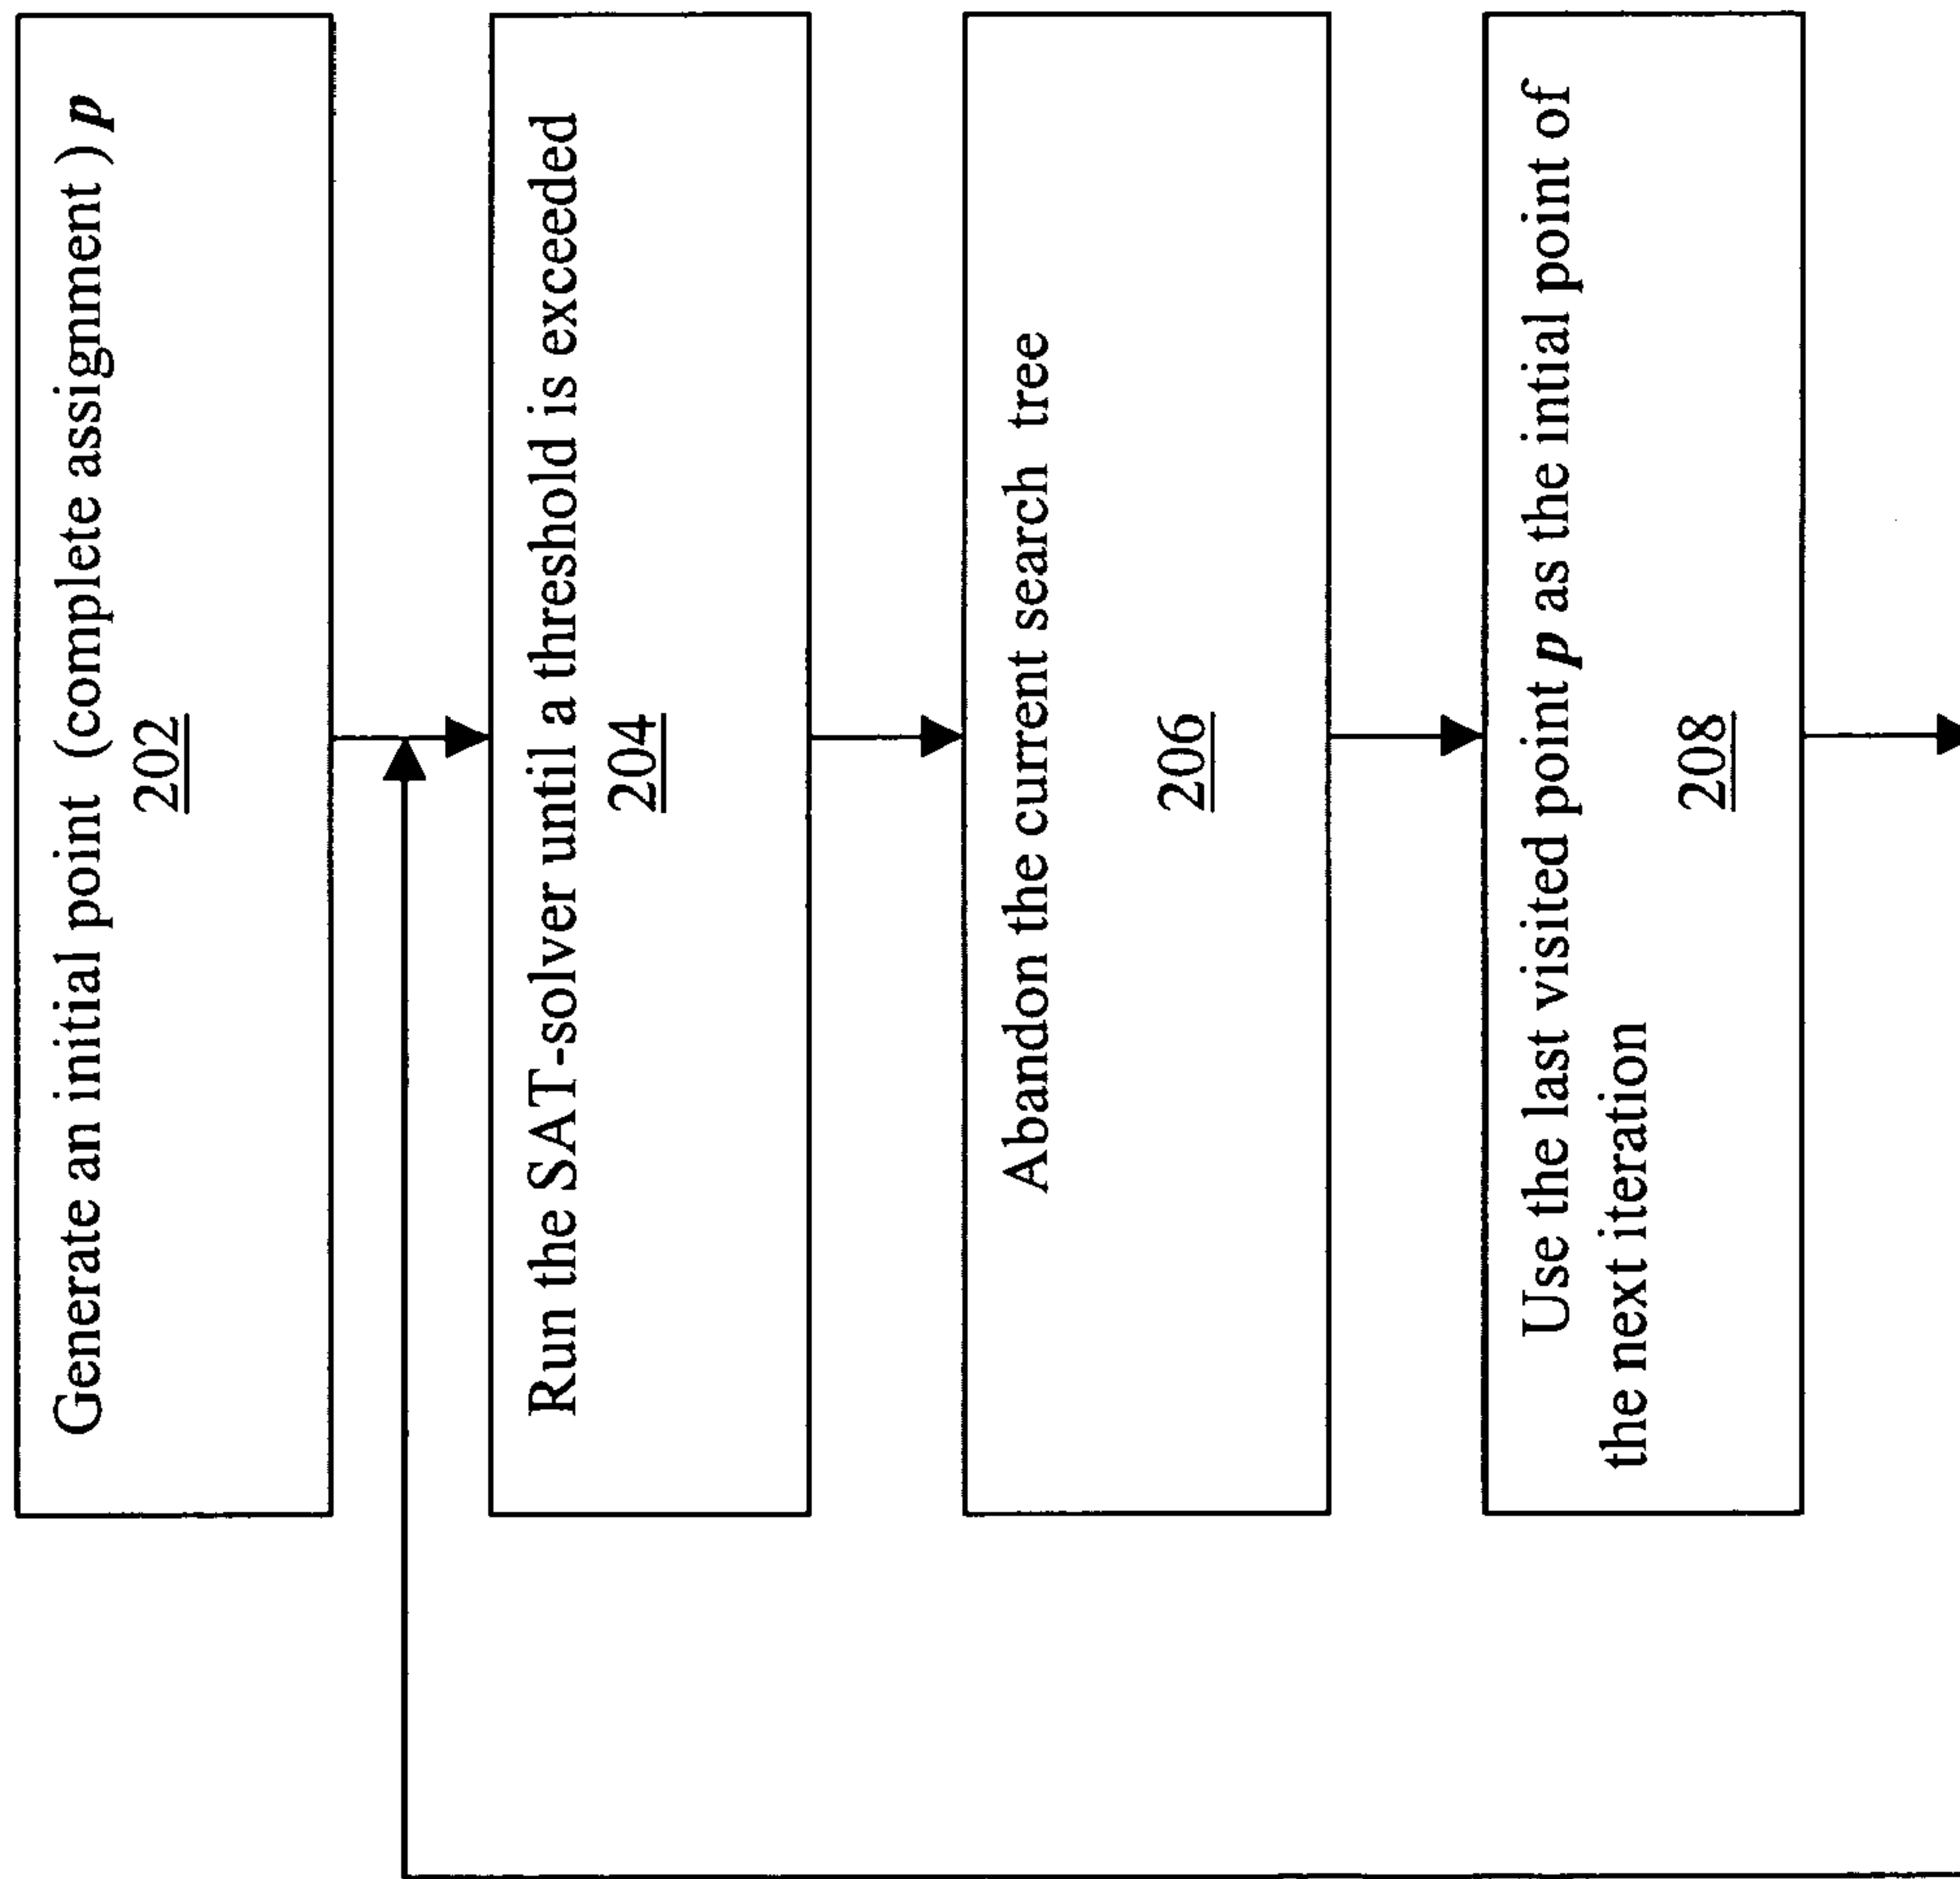 Generate an initial point (complete assignment ) p
202
Run the SAT-solver until a threshold is exceeded
204
Abandon the current search tree
206
Use the last visited point p as the intial point of
the next iteration
208